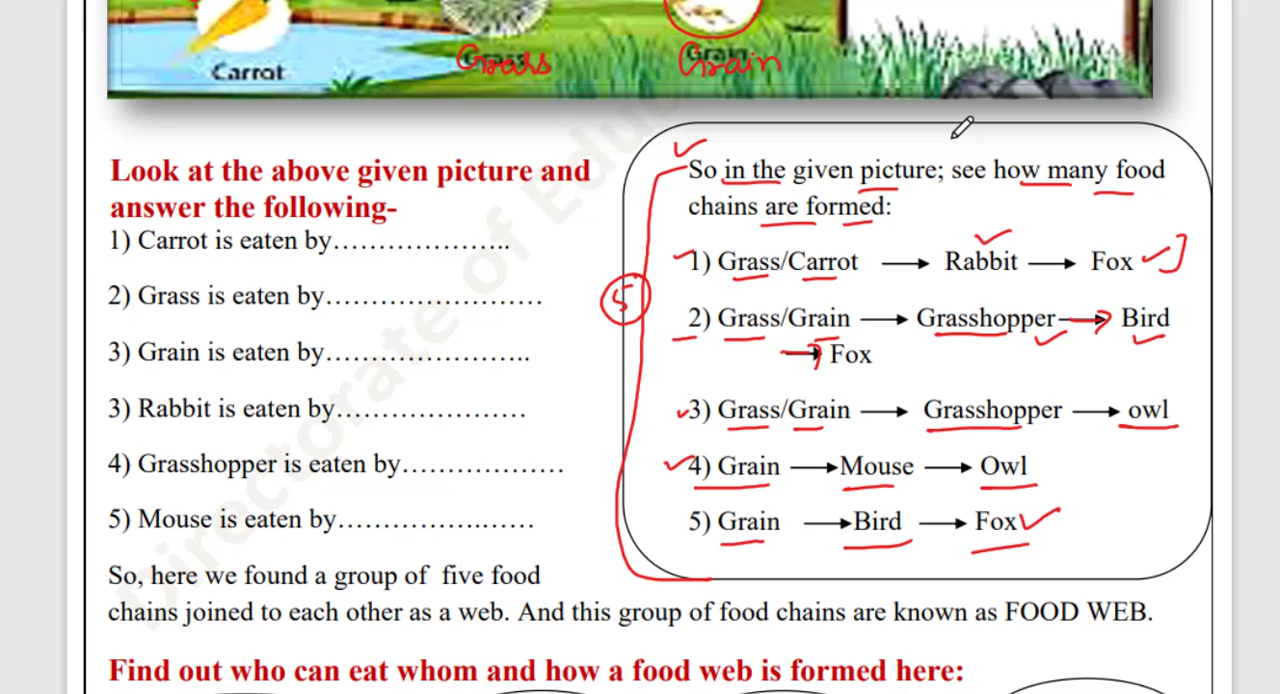 Carrot
Grass
Grain
Look at the above given picture and
answer the following-
1) Carrot is eaten by…………………..
2) Grass is eaten by……………………
3) Grain is eaten by…………………..
3) Rabbit is eaten by…………………
4) Grasshopper is eaten by………………
5) Mouse is eaten by…………………
So, here we found a group of five food
chains joined to each other as a web. And this group of food chains are known as FOOD WEB.
So in the given picture; see how many food
chains are formed:
1) Grass/Carrot → Rabbit → Fox
5
2) Grass/Grain → Grasshopper → Bird
→ Fox
3) Grass/Grain → Grasshopper → owl
4) Grain → Mouse → Owl
5) Grain → Bird → Fox
Find out who can eat whom and how a food web is formed here:
Directorate of Edu